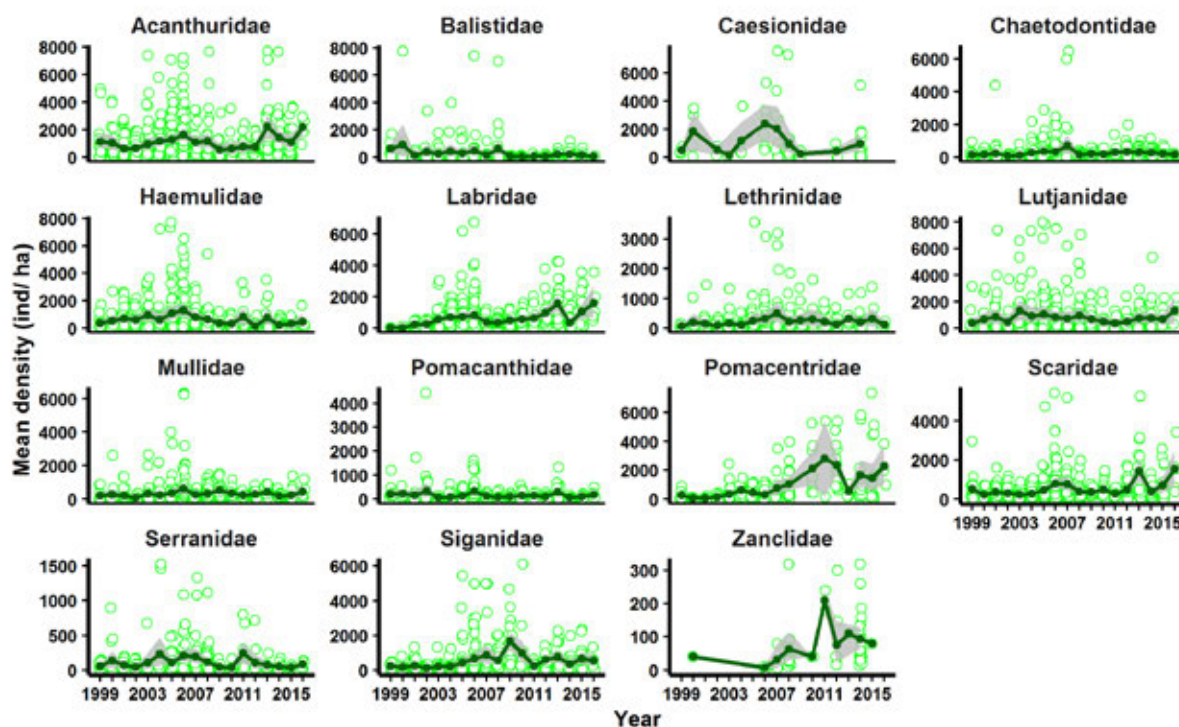 Acanthuridae Balistidae Caesionidae Chaetodontidae
8000 8000 6000 6000
6000 6000 4000 4000
4000 4000 2000 2000
2000 2000 0 0
0 0
Haemulidae Labridae Lethrinidae Lutjanidae
8000 6000 3000 8000
6000 4000 2000 6000
4000 2000 1000 4000
2000 0 0 2000
0 0
Mean density (ind/ ha)
Mullidae Pomacanthidae Pomacentridae Scaridae
6000 4000 6000 4000
4000 3000 4000 2000
2000 2000 2000 0
0 1000 0
0
1999 2003 2007 2011 2015
Serranidae Siganidae Zanclidae
1500 6000 300
1000 4000 200
500 2000 100
0 0 0
1999 2003 2007 2011 2015 1999 2003 2007 2011 2015 1999 2003 2007 2011 2015
Year